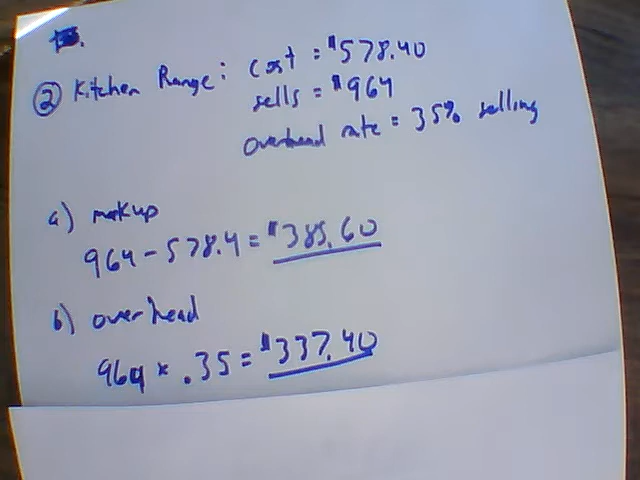 ② Kitchen Range: cost = $578.40
sells = $964
overhead rate = 35% selling
a) markup
964 - 578.4 = $385.60
b) overhead
964 × .35 = $337.40